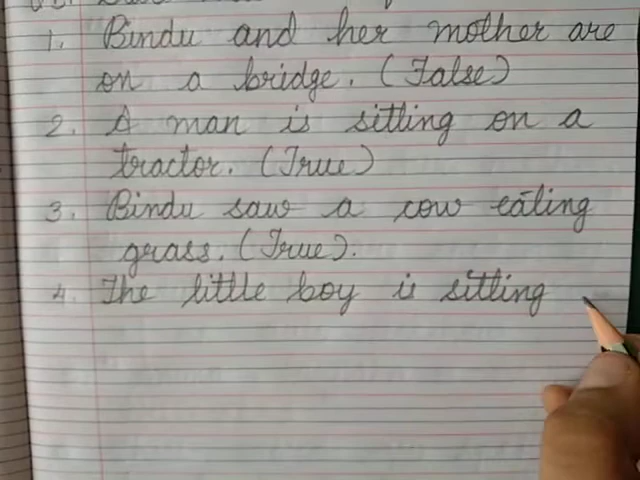 1. Bindu and her mother are
on a bridge. (False)
2. A man is sitting on a
tractor. (True)
3. Bindu saw a cow eating
grass. (True).
4. The little boy is sitting